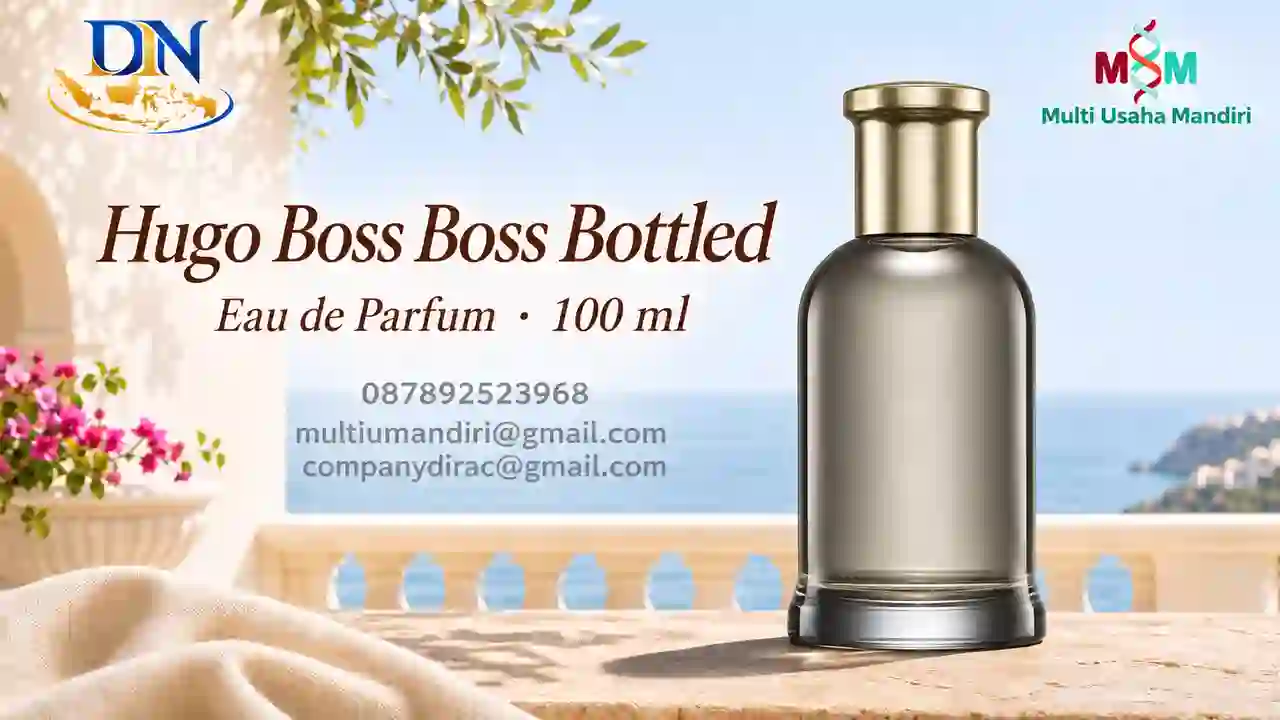 DIN
MSM
Multi Usaha Mandiri
Hugo Boss Boss Bottled
Eau de Parfum • 100 ml
087892523968
multiumandiri@gmail.com
companydirac@gmail.com